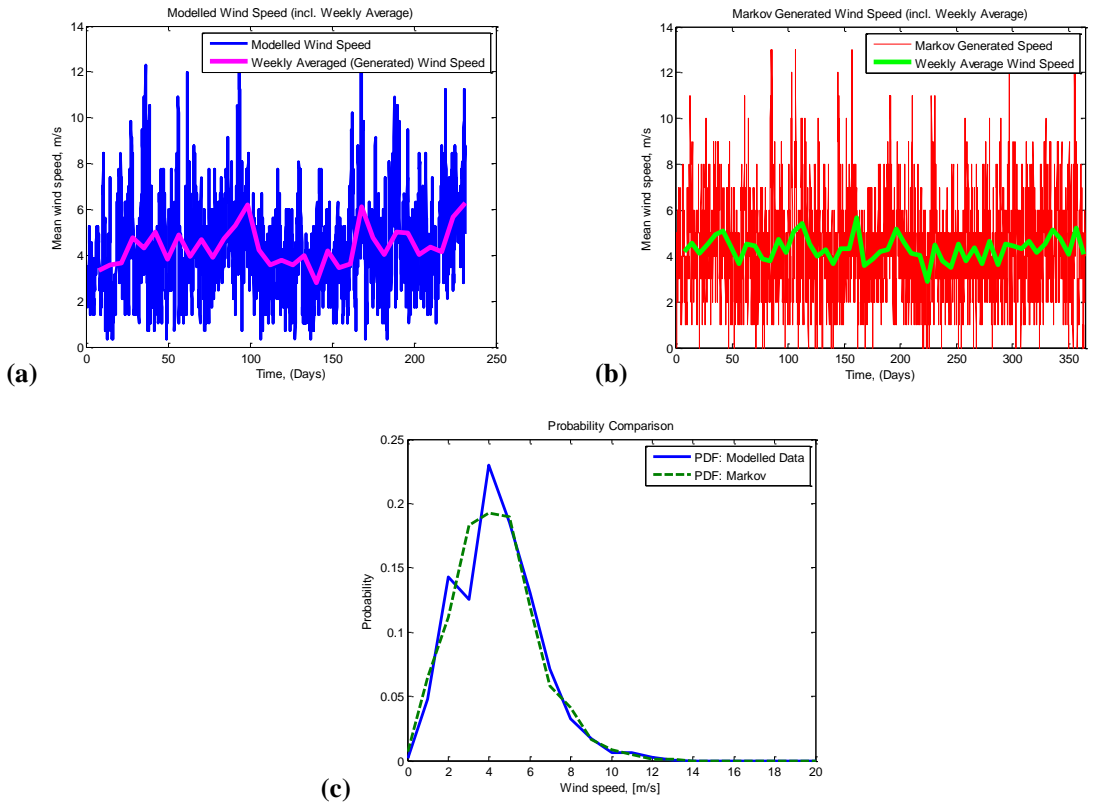 Modelled Wind Speed (incl. Weekly Average)
Modelled Wind Speed
Weekly Averaged (Generated) Wind Speed
Mean wind speed, m/s
14
12
10
8
6
4
2
0
0 50 100 150 200 250
Time, (Days)
(a)
Markov Generated Wind Speed (incl. Weekly Average)
Markov Generated Speed
Weekly Average Wind Speed
Mean wind speed, m/s
14
12
10
8
6
4
2
0
0 50 100 150 200 250 300 350
Time, (Days)
(b)
Probability Comparison
PDF: Modelled Data
PDF: Markov
Probability
0.25
0.2
0.15
0.1
0.05
0
0 2 4 6 8 10 12 14 16 18 20
Wind speed, [m/s]
(c)